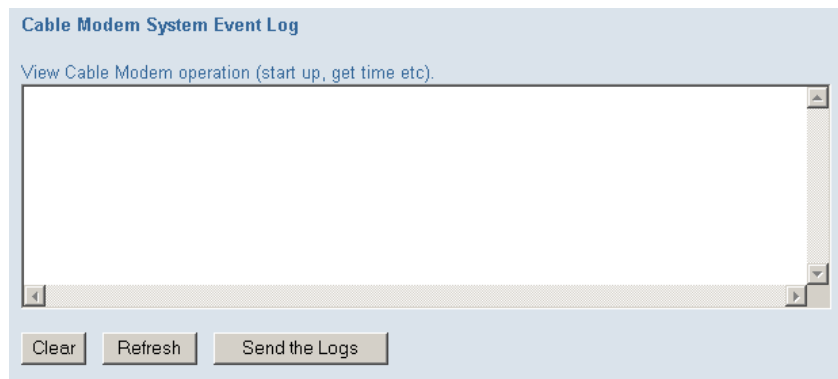 Cable Modem System Event Log
View Cable Modem operation (start up, get time etc).
Clear Refresh Send the Logs